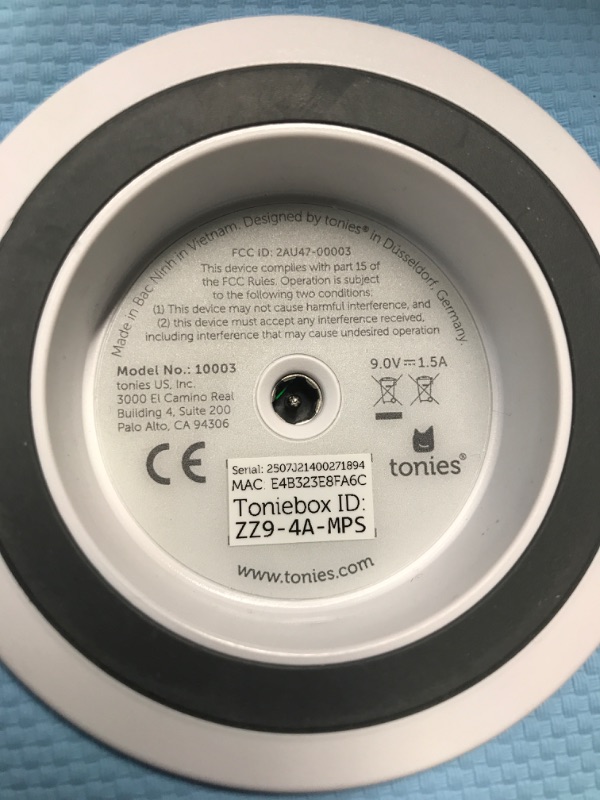 Made in Bac Ninh in Vietnam. Designed by tonies® in Düsseldorf, Germany.
FCC ID: 2AU47-00003
This device complies with part 15 of
the FCC Rules. Operation is subject
to the following two conditions:
(1) This device may not cause harmful interference, and
(2) this device must accept any interference received,
including interference that may cause undesired operation
Model No.: 10003
tonies US, Inc.
3000 El Camino Real
Building 4, Suite 200
Palo Alto, CA 94306
9.0V⎓1.5A
CE
tonies®
Serial: 2507J21400271894
MAC: E4B323E8FA6C
Toniebox ID:
ZZ9-4A-MPS
www.tonies.com